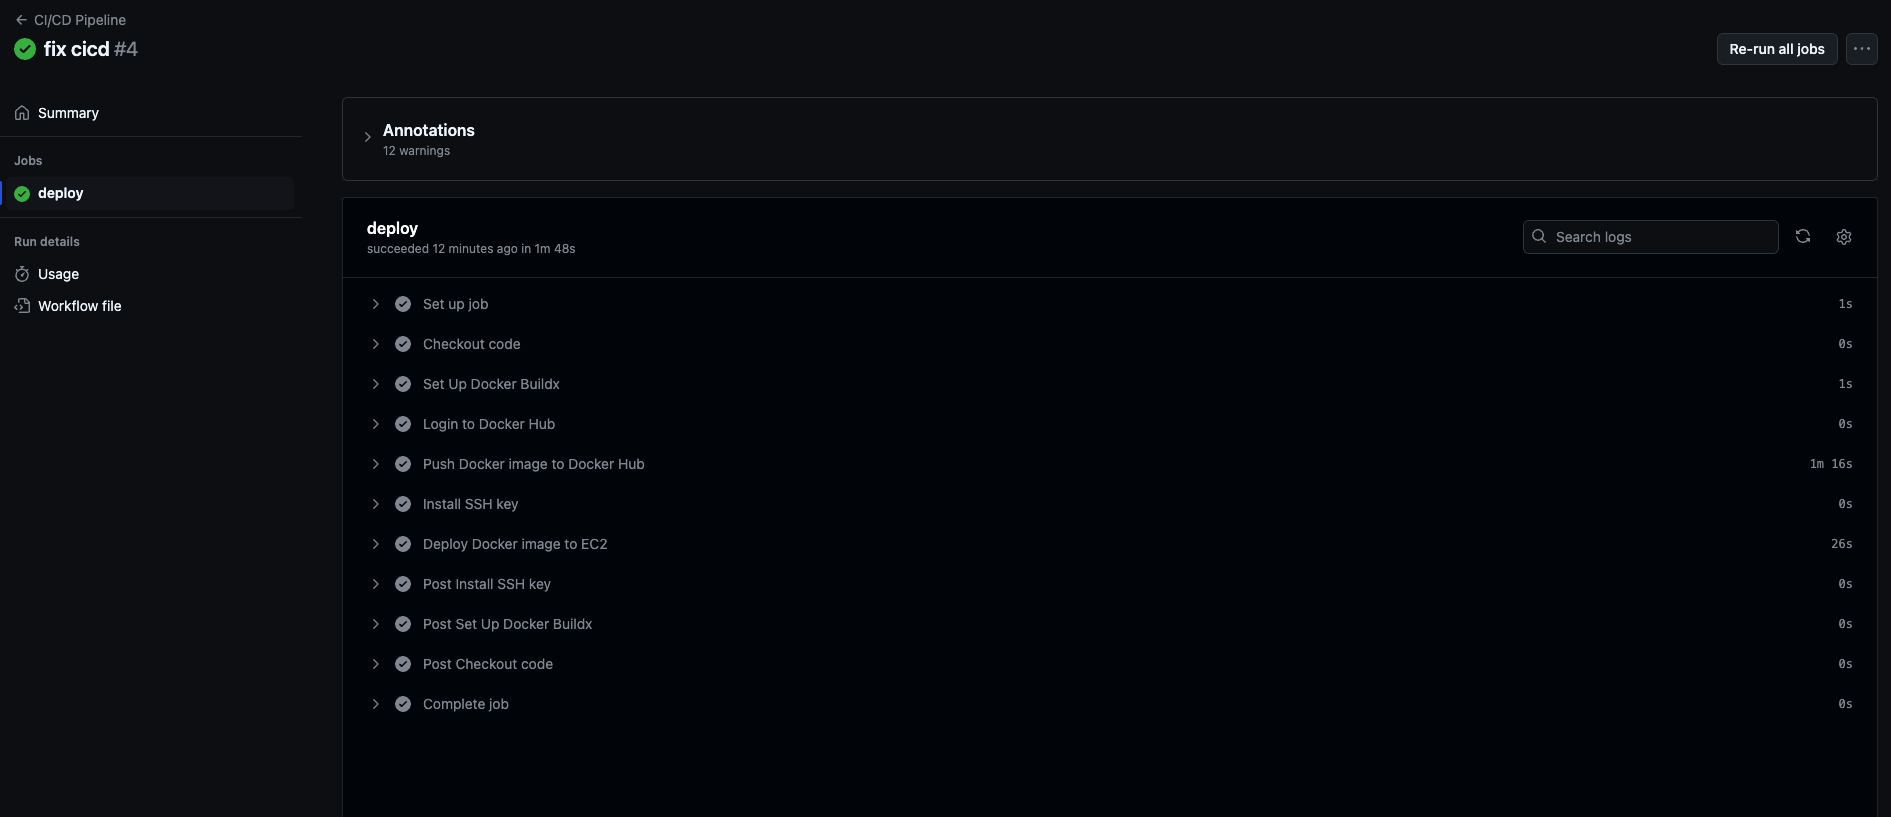 CI/CD Pipeline
fix cicd #4
Re-run all jobs
Summary
Jobs
deploy
Run details
Usage
Workflow file
Annotations
12 warnings
deploy
succeeded 12 minutes ago in 1m 48s
Search logs
Set up job 1s
Checkout code 0s
Set Up Docker Buildx 1s
Login to Docker Hub 0s
Push Docker image to Docker Hub 1m 16s
Install SSH key 0s
Deploy Docker image to EC2 26s
Post Install SSH key 0s
Post Set Up Docker Buildx 0s
Post Checkout code 0s
Complete job 0s